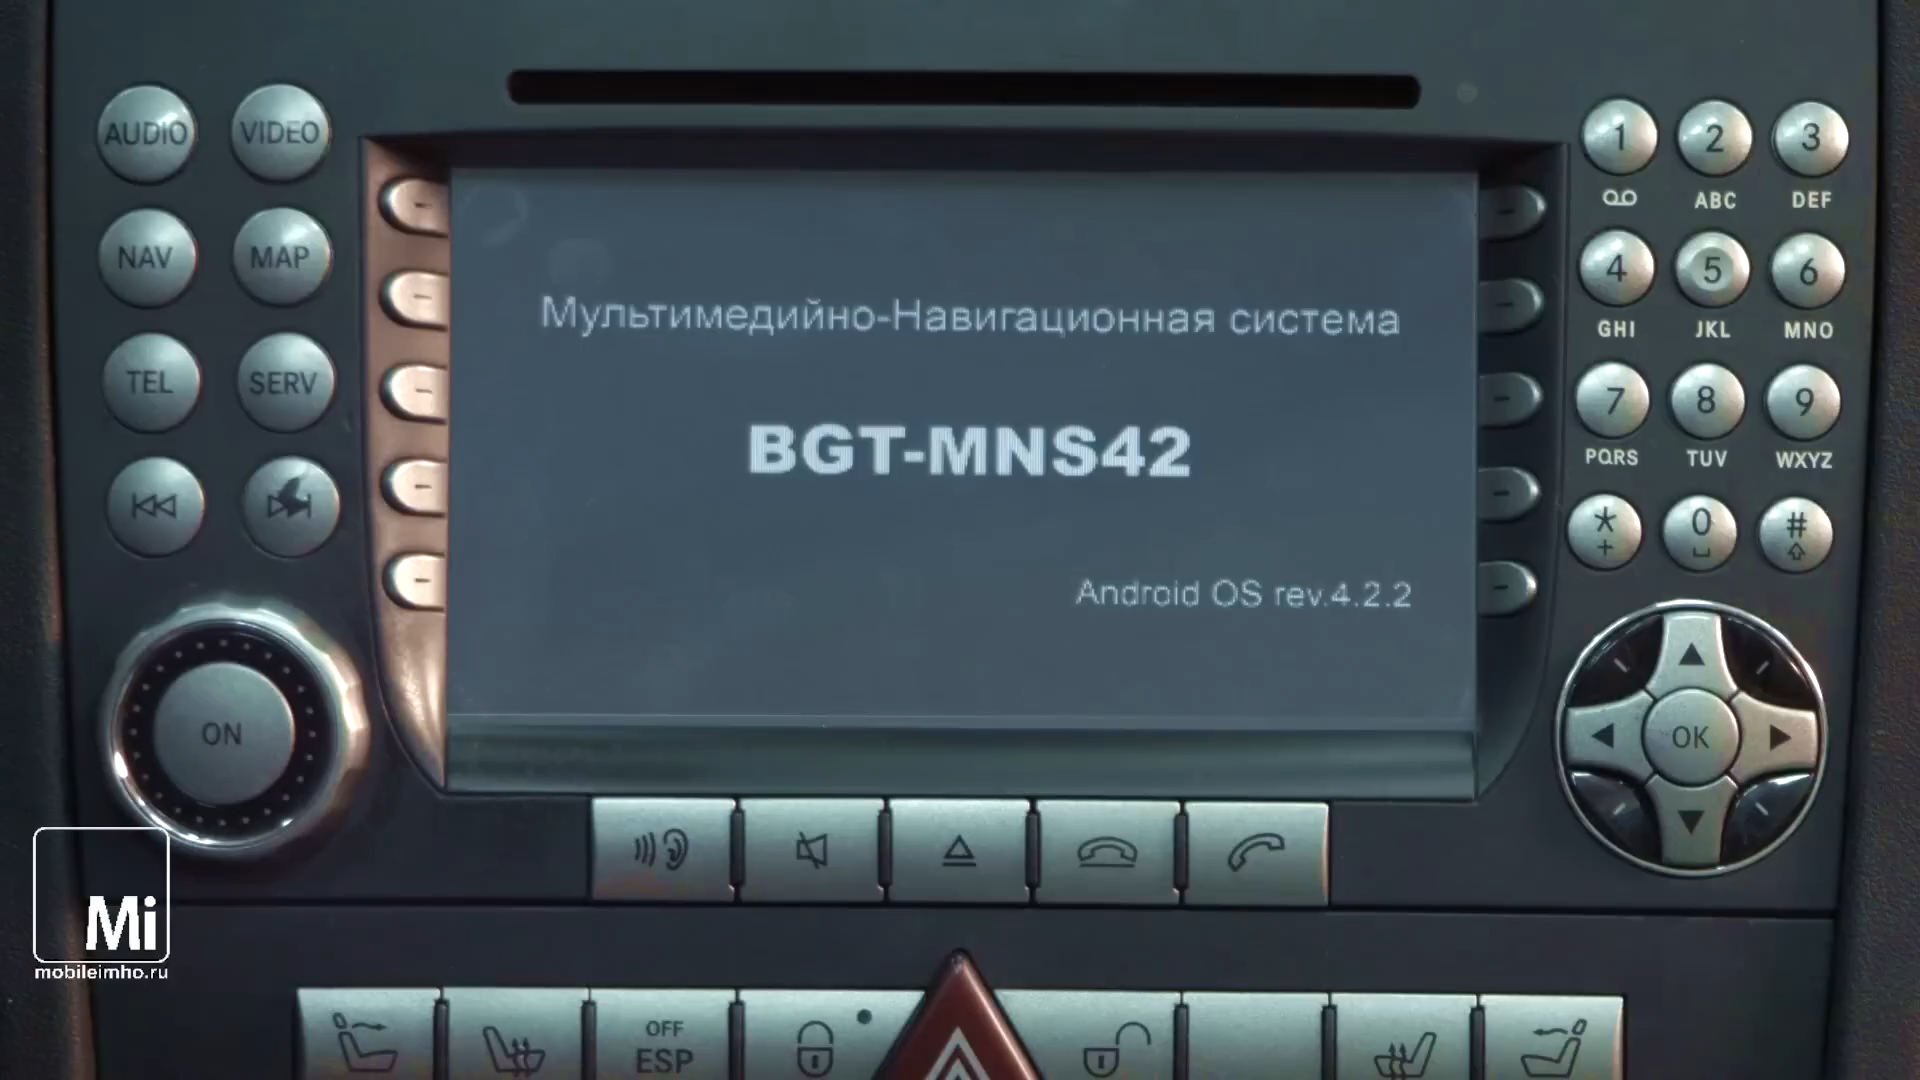 AUDIO VIDEO
NAV MAP
TEL SERV
ON
Мультимедийно-Навигационная система
BGT-MNS42
Android OS rev.4.2.2
1 2 3
ABC DEF
4 5 6
GHI JKL MNO
7 8 9
PQRS TUV WXYZ
* 0 #
+
OK
Mi
mobileimho.ru
OFF
ESP